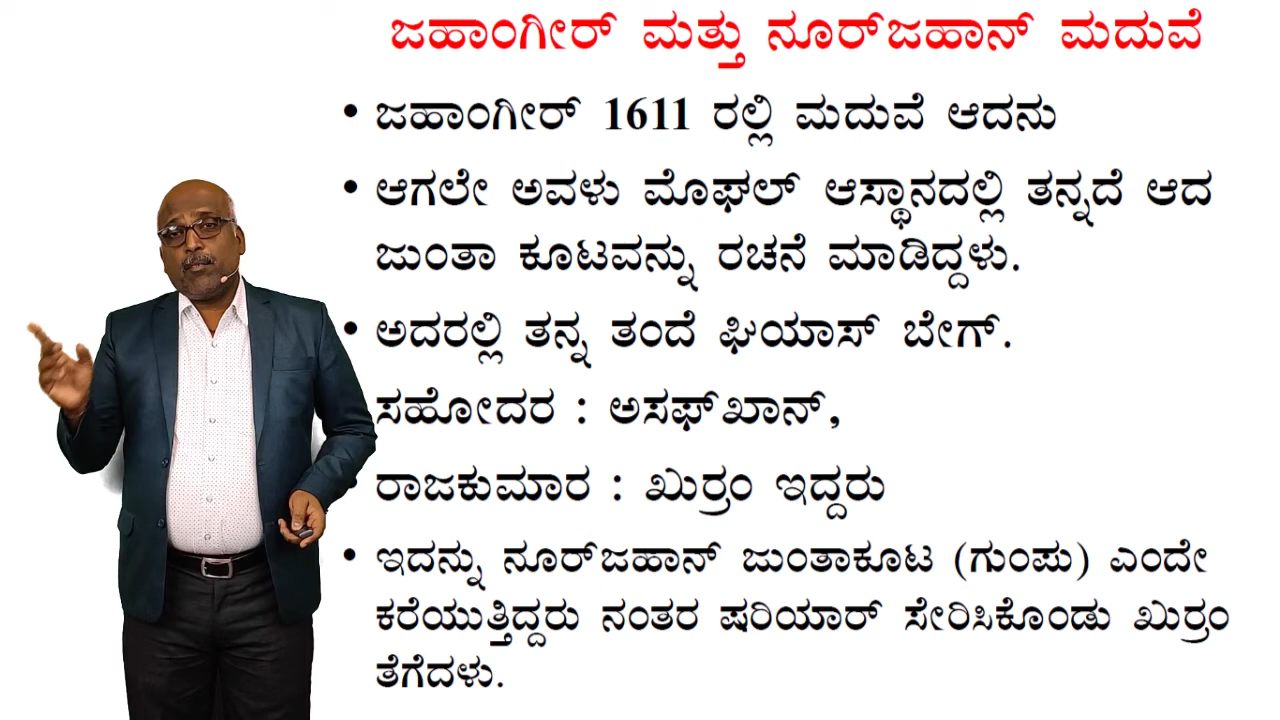 ಜಹಾಂಗೀರ್ ಮತ್ತು ನೂರ್‌ಜಹಾನ್ ಮದುವೆ
• ಜಹಾಂಗೀರ್ 1611 ರಲ್ಲಿ ಮದುವೆ ಆದನು
• ಆಗಲೇ ಅವಳು ಮೊಘಲ್ ಆಸ್ಥಾನದಲ್ಲಿ ತನ್ನದೆ ಆದ
ಜುಂತಾ ಕೂಟವನ್ನು ರಚನೆ ಮಾಡಿದ್ದಳು.
• ಅದರಲ್ಲಿ ತನ್ನ ತಂದೆ ಘಿಯಾಸ್ ಬೇಗ್.
ಸಹೋದರ : ಅಸಫ್‌ಖಾನ್,
ರಾಜಕುಮಾರ : ಖುರ್ರಂ ಇದ್ದರು
• ಇದನ್ನು ನೂರ್‌ಜಹಾನ್ ಜುಂತಾಕೂಟ (ಗುಂಪು) ಎಂದೇ
ಕರೆಯುತ್ತಿದ್ದರು ನಂತರ ಷರಿಯಾರ್ ಸೇರಿಸಿಕೊಂಡು ಖುರ್ರಂ
ತೆಗೆದಳು.